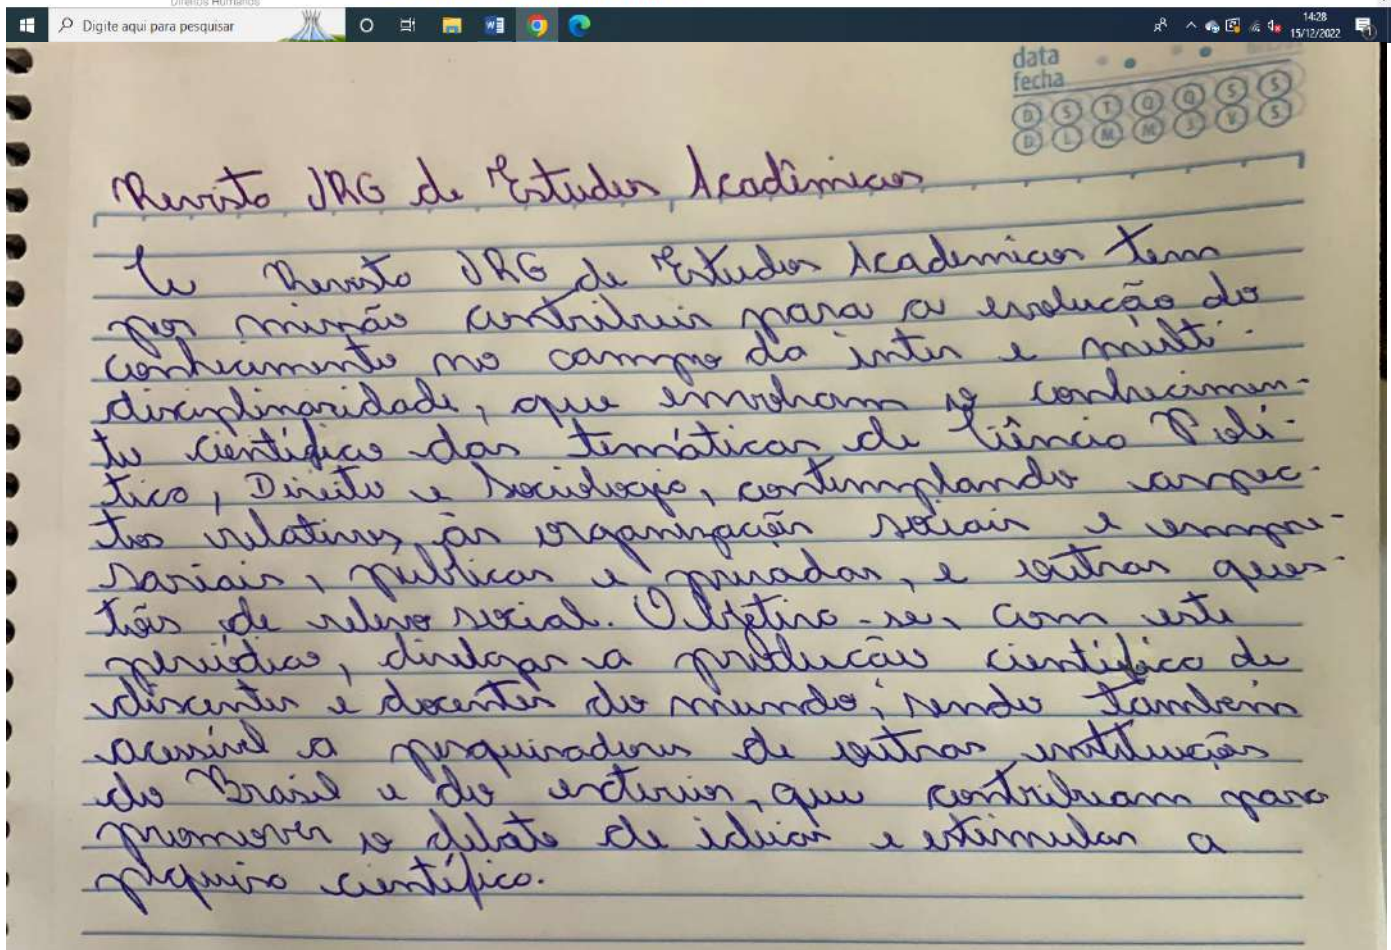 Direitos Humanos
Digite aqui para pesquisar
14:28
15/12/2022
data
fecha
D S T Q Q S S
D L M M J V S
Revista JRG de Estudos Acadêmicos
A Revista JRG de Estudos Academicos tem
por missão contribuir para a evolução do
conhecimento no campo da inter e multi-
disciplinaridade, que envolvam o conhecimen-
to científico das temáticas de Ciência Polí-
tica, Direito e Sociologia, contemplando aspec-
tos relativos às organizações sociais e empre-
sariais, publicas e privadas, e outras ques-
tões de relevo social. Objetiva-se, com este
periódico, divulgar a producão científica de
discentes e docentes do mundo, sendo também
acessível a pesquisadores de outras instituições
do Brasil e do exterior, que contribuam para
promover o debate de ideias e estimular a
pesquisa científica.